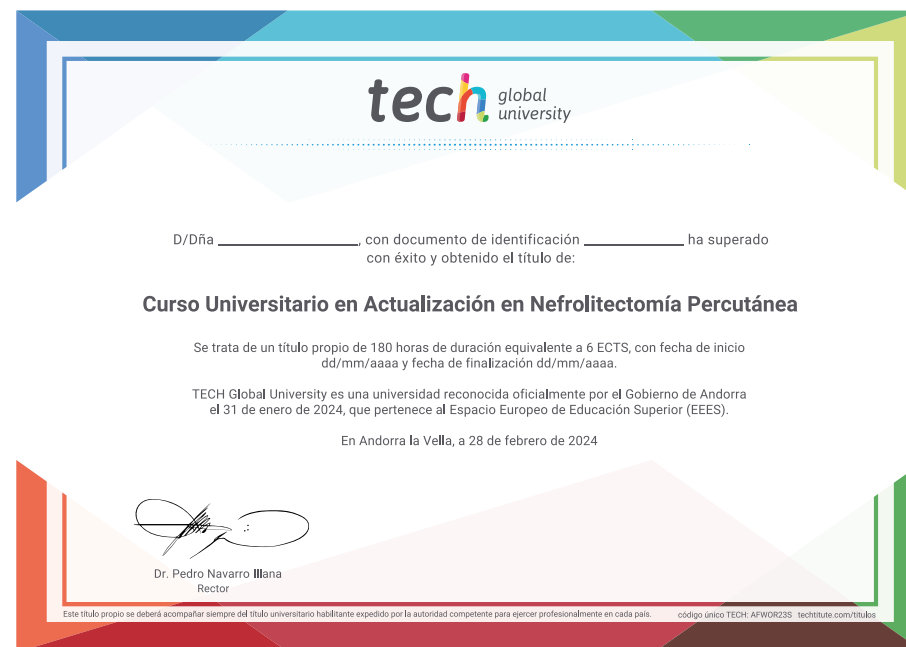 tech global university
D/Dña ____________________, con documento de identificación ______________ ha superado
con éxito y obtenido el título de:
Curso Universitario en Actualización en Nefrolitectomía Percutánea
Se trata de un título propio de 180 horas de duración equivalente a 6 ECTS, con fecha de inicio
dd/mm/aaaa y fecha de finalización dd/mm/aaaa.
TECH Global University es una universidad reconocida oficialmente por el Gobierno de Andorra
el 31 de enero de 2024, que pertenece al Espacio Europeo de Educación Superior (EEES).
En Andorra la Vella, a 28 de febrero de 2024
Dr. Pedro Navarro Illana
Rector
Este título propio se deberá acompañar siempre del título universitario habilitante expedido por la autoridad competente para ejercer profesionalmente en cada país. código único TECH: AFWOR23S techtitute.com/titulos